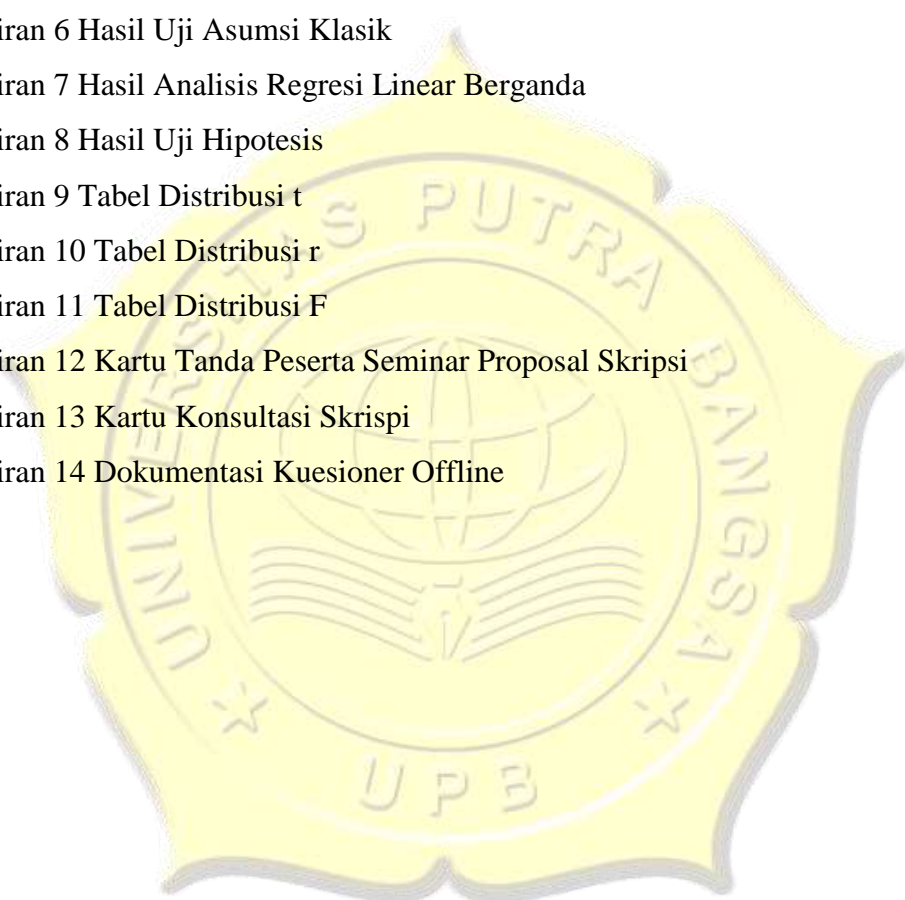 iran 6 Hasil Uji Asumsi Klasik
iran 7 Hasil Analisis Regresi Linear Berganda
iran 8 Hasil Uji Hipotesis
iran 9 Tabel Distribusi t
iran 10 Tabel Distribusi r
iran 11 Tabel Distribusi F
iran 12 Kartu Tanda Peserta Seminar Proposal Skripsi
iran 13 Kartu Konsultasi Skrispi
iran 14 Dokumentasi Kuesioner Offline
UNIVERSITAS PUTRA BANGSA
UPB